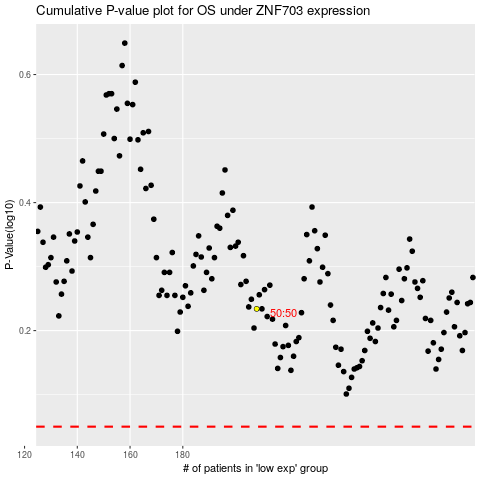 Cumulative P-value plot for OS under ZNF703 expression
P-Value(log10)
0.6
0.4
0.2
50:50
120 140 160 180
# of patients in 'low exp' group